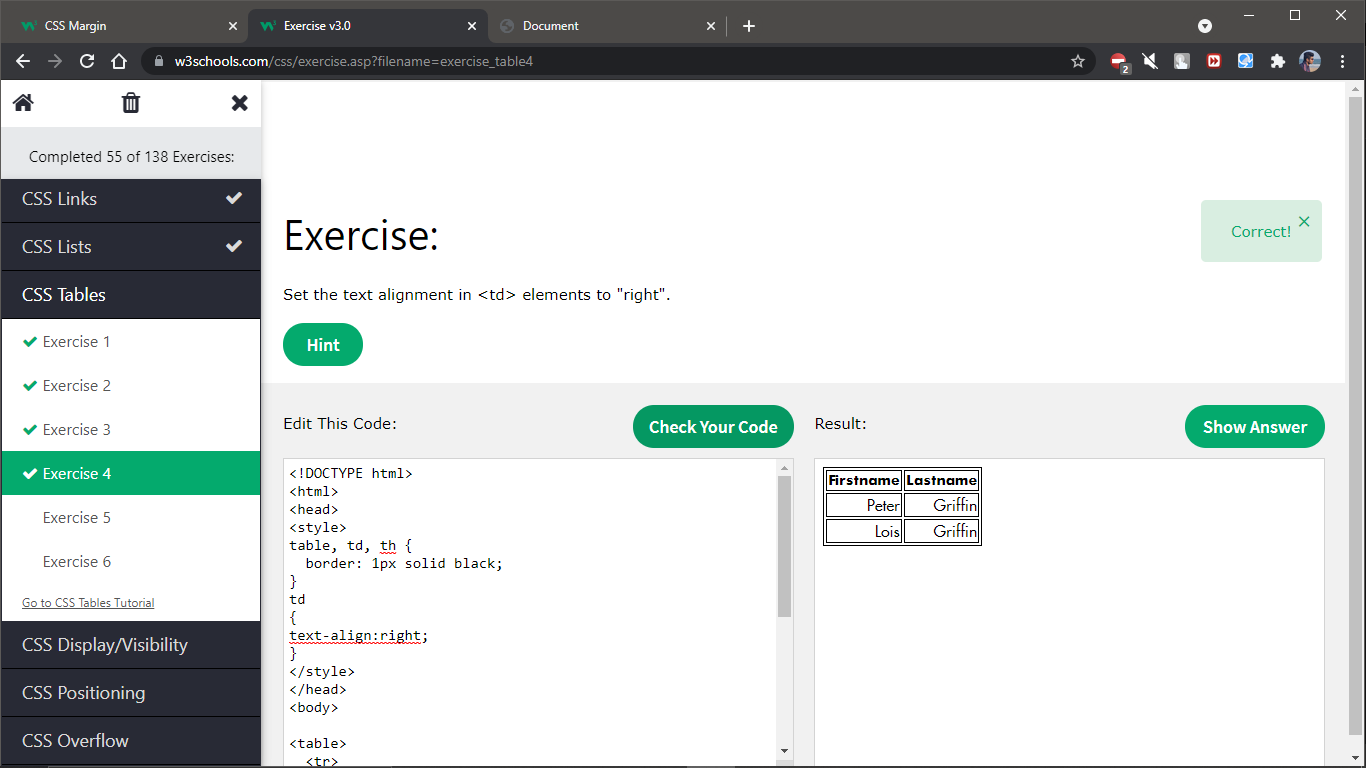 CSS Margin
Exercise v3.0
Document
w3schools.com/css/exercise.asp?filename=exercise_table4
2
Completed 55 of 138 Exercises:
CSS Links
CSS Lists
CSS Tables
Exercise 1
Exercise 2
Exercise 3
Exercise 4
Exercise 5
Exercise 6
Go to CSS Tables Tutorial
CSS Display/Visibility
CSS Positioning
CSS Overflow
Exercise:
Correct!
Set the text alignment in <td> elements to "right".
Hint
Edit This Code:
Check Your Code
<!DOCTYPE html>
<html>
<head>
<style>
table, td, th {
  border: 1px solid black;
}
td
{
text-align:right;
}
</style>
</head>
<body>
<table>
  <tr>
Result:
Show Answer
Firstname Lastname
Peter Griffin
Lois Griffin